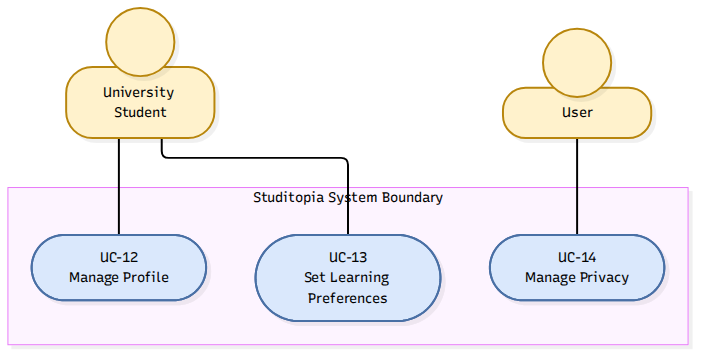 University
Student
User
Studitopia System Boundary
UC-12
Manage Profile
UC-13
Set Learning
Preferences
UC-14
Manage Privacy